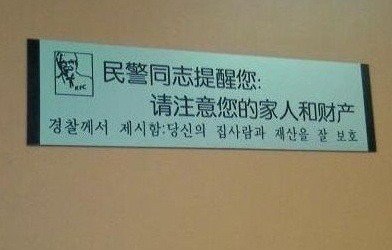 民警同志提醒您:
请注意您的家人和财产
경찰께서 제시함:당신의 집사람과 재산을 잘 보호
KFC